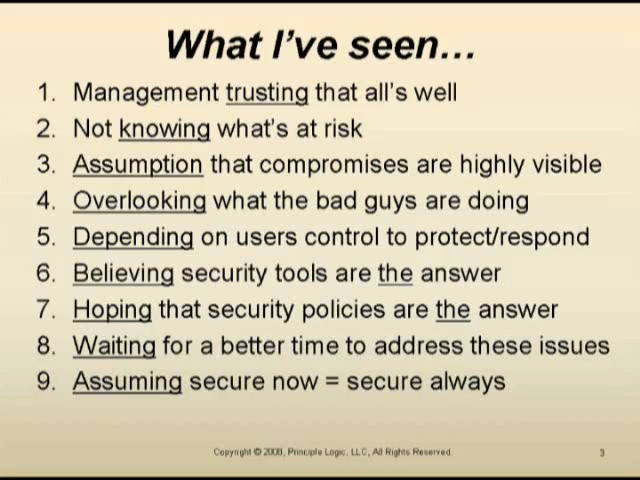 What I've seen…
1. Management trusting that all's well
2. Not knowing what's at risk
3. Assumption that compromises are highly visible
4. Overlooking what the bad guys are doing
5. Depending on users control to protect/respond
6. Believing security tools are the answer
7. Hoping that security policies are the answer
8. Waiting for a better time to address these issues
9. Assuming secure now = secure always
Copyright © 2008, Principle Logic, LLC, All Rights Reserved.
3